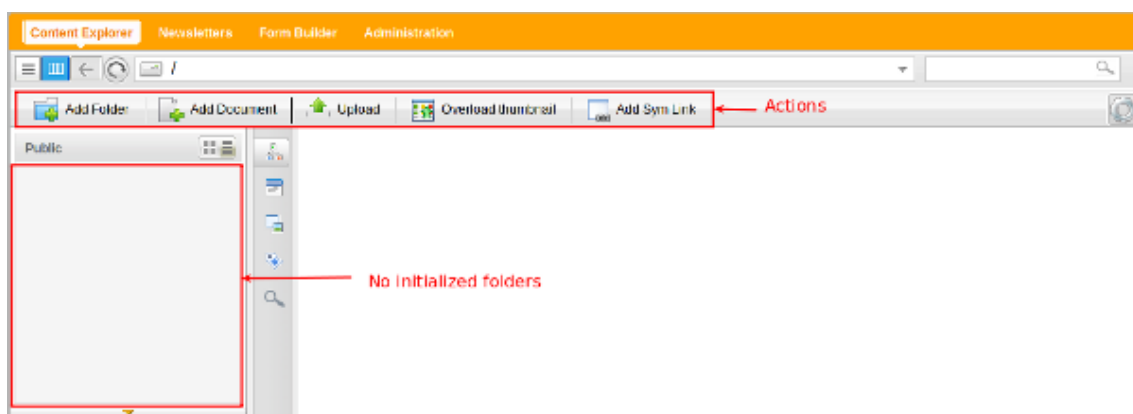 Content Explorer Newsletters Form Builder Administration
/
Add Folder Add Document Upload Overload thumbnail Add Sym Link Actions
Public
No initialized folders